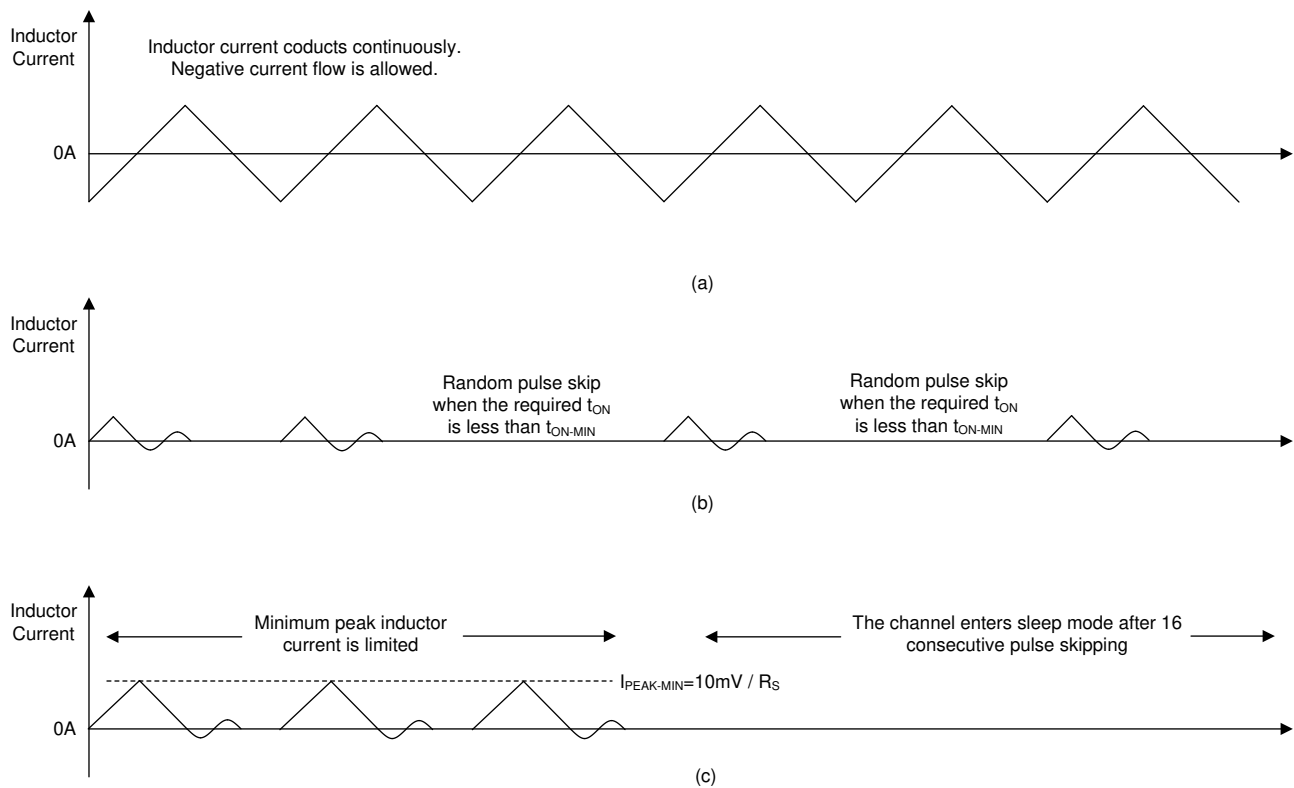 Inductor
Current
Inductor current coducts continuously.
Negative current flow is allowed.
0A
(a)
Inductor
Current
Random pulse skip
when the required tON
is less than tON-MIN
Random pulse skip
when the required tON
is less than tON-MIN
0A
(b)
Inductor
Current
Minimum peak inductor
current is limited
The channel enters sleep mode after 16
consecutive pulse skipping
IPEAK-MIN=10mV / RS
0A
(c)